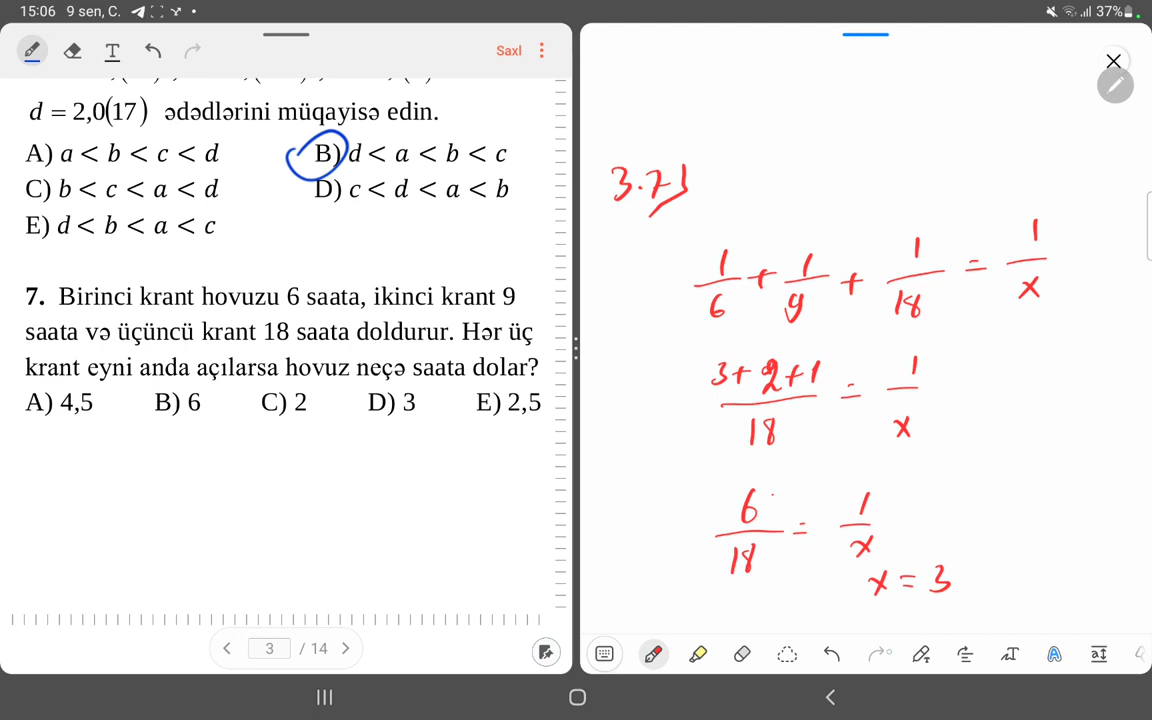 15:06 9 sen, C. 37%
Saxl
d = 2,0(17) ədədlərini müqayisə edin.
A) a < b < c < d B) d < a < b < c
C) b < c < a < d D) c < d < a < b
E) d < b < a < c
7. Birinci krant hovuzu 6 saata, ikinci krant 9
saata və üçüncü krant 18 saata doldurur. Hər üç
krant eyni anda açılarsa hovuz neçə saata dolar?
A) 4,5 B) 6 C) 2 D) 3 E) 2,5
3 / 14
1/6 + 1/9 + 1/18 = 1/x
3+2+1/18 = 1/x
6/18 = 1/x
x = 3